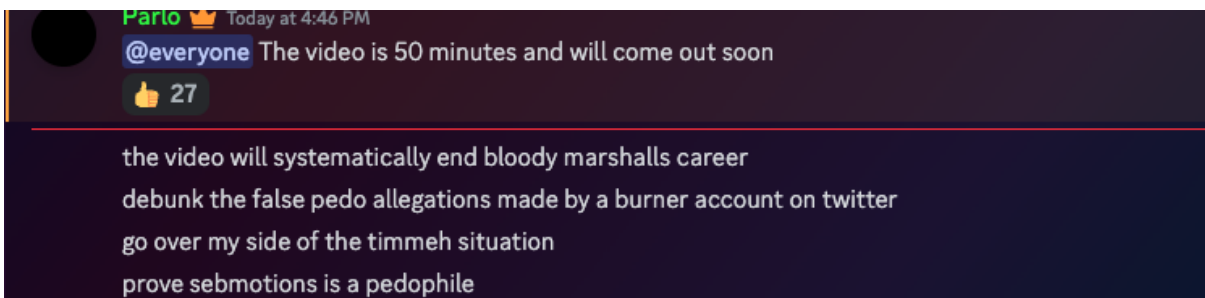 Parlo Today at 4:46 PM
@everyone The video is 50 minutes and will come out soon
27
the video will systematically end bloody marshalls career
debunk the false pedo allegations made by a burner account on twitter
go over my side of the timmeh situation
prove sebmotions is a pedophile